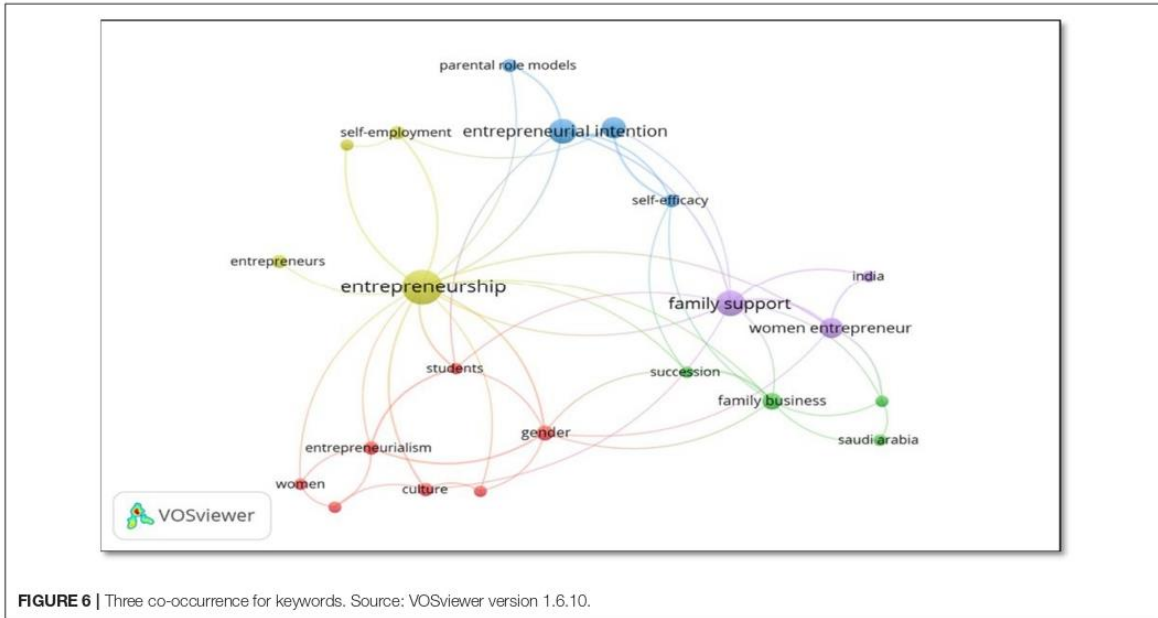 parental role models
self-employment
entrepreneurial intention
self-efficacy
entrepreneurs
entrepreneurship
india
family support
women entrepreneur
students
succession
family business
gender
saudi arabia
entrepreneurialism
women
culture
VOSviewer
FIGURE 6 | Three co-occurrence for keywords. Source: VOSviewer version 1.6.10.